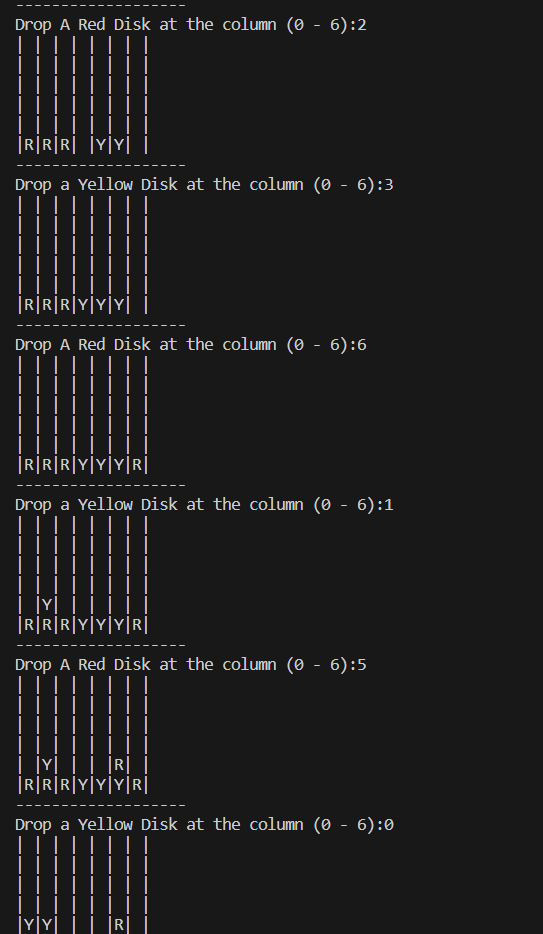 -------------------
Drop A Red Disk at the column (0 - 6):2
| | | | | | | |
| | | | | | | |
| | | | | | | |
| | | | | | | |
| | | | | | | |
|R|R|R| |Y|Y| |
-------------------
Drop a Yellow Disk at the column (0 - 6):3
| | | | | | | |
| | | | | | | |
| | | | | | | |
| | | | | | | |
| | | | | | | |
|R|R|R|Y|Y|Y| |
-------------------
Drop A Red Disk at the column (0 - 6):6
| | | | | | | |
| | | | | | | |
| | | | | | | |
| | | | | | | |
| | | | | | | |
|R|R|R|Y|Y|Y|R|
-------------------
Drop a Yellow Disk at the column (0 - 6):1
| | | | | | | |
| | | | | | | |
| | | | | | | |
| | | | | | | |
| |Y| | | | | |
|R|R|R|Y|Y|Y|R|
-------------------
Drop A Red Disk at the column (0 - 6):5
| | | | | | | |
| | | | | | | |
| | | | | | | |
| | | | | | | |
| |Y| | | |R| |
|R|R|R|Y|Y|Y|R|
-------------------
Drop a Yellow Disk at the column (0 - 6):0
| | | | | | | |
| | | | | | | |
| | | | | | | |
| | | | | | | |
|Y|Y| | | |R| |